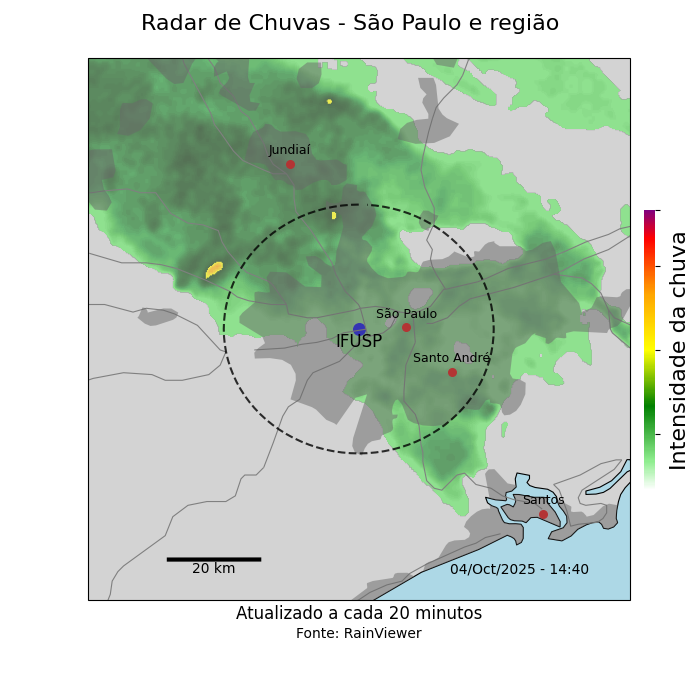 Radar de Chuvas - São Paulo e região
Jundiaí
São Paulo
IFUSP
Santo André
Santos
20 km
04/Oct/2025 - 14:40
Intensidade da chuva
Atualizado a cada 20 minutos
Fonte: RainViewer